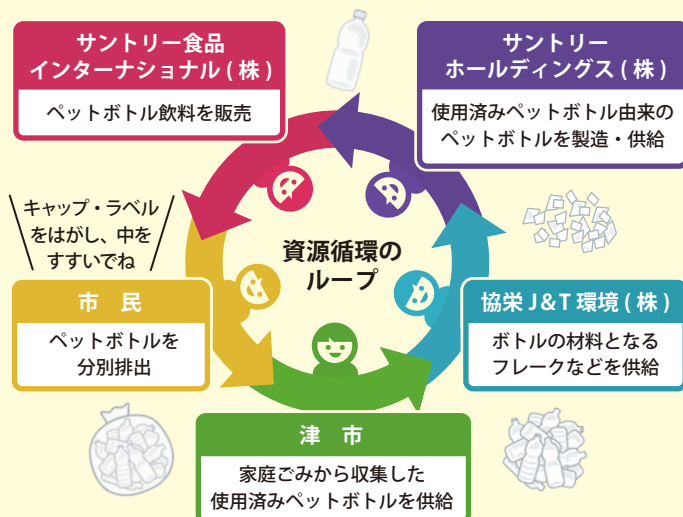 サントリー食品
インターナショナル(株)
ペットボトル飲料を販売
サントリー
ホールディングス(株)
使用済みペットボトル由来の
ペットボトルを製造・供給
キャップ・ラベル
をはがし、中を
すすいでね
資源循環の
ループ
市 民
ペットボトルを
分別排出
協栄J&T環境(株)
ボトルの材料となる
フレークなどを供給
津 市
家庭ごみから収集した
使用済みペットボトルを供給